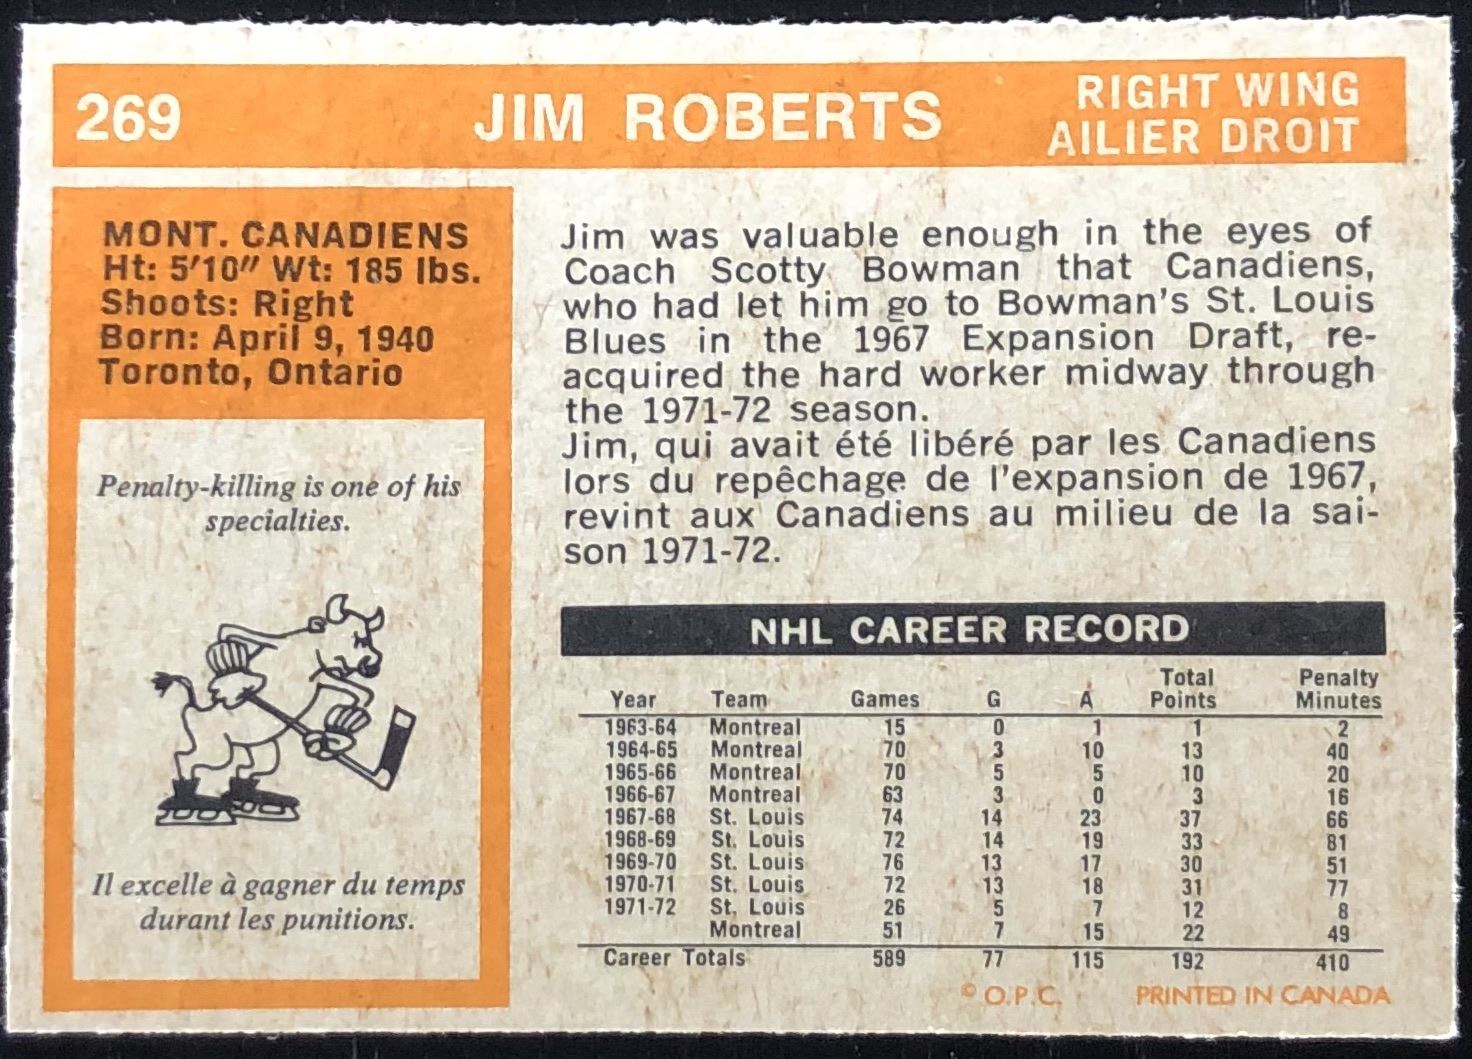 269 JIM ROBERTS RIGHT WING
AILIER DROIT
MONT. CANADIENS
Ht: 5'10" Wt: 185 lbs.
Shoots: Right
Born: April 9, 1940
Toronto, Ontario
Penalty-killing is one of his
specialties.
Il excelle à gagner du temps
durant les punitions.
Jim was valuable enough in the eyes of
Coach Scotty Bowman that Canadiens,
who had let him go to Bowman's St. Louis
Blues in the 1967 Expansion Draft, re-
acquired the hard worker midway through
the 1971-72 season.
Jim, qui avait été libéré par les Canadiens
lors du repêchage de l'expansion de 1967,
revint aux Canadiens au milieu de la sai-
son 1971-72.
NHL CAREER RECORD
Total Penalty
Year Team Games G A Points Minutes
1963-64 Montreal 15 0 1 1 2
1964-65 Montreal 70 3 10 13 40
1965-66 Montreal 70 5 5 10 20
1966-67 Montreal 63 3 0 3 16
1967-68 St. Louis 74 14 23 37 66
1968-69 St. Louis 72 14 19 33 81
1969-70 St. Louis 76 13 17 30 51
1970-71 St. Louis 72 13 18 31 77
1971-72 St. Louis 26 5 7 12 8
Montreal 51 7 15 22 49
Career Totals 589 77 115 192 410
© O.P.C. PRINTED IN CANADA